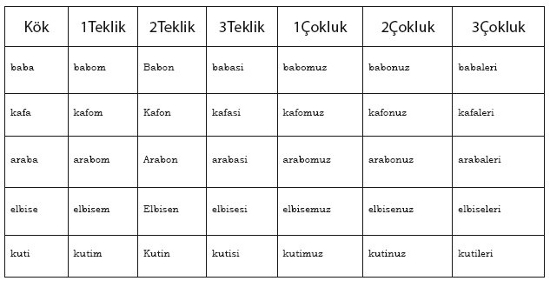 Kök 1Teklik 2Teklik 3Teklik 1Çokluk 2Çokluk 3Çokluk
baba babom Babon babasi babomuz babonuz babaleri
kafa kafom Kafon kafasi kafomuz kafonuz kafaleri
araba arabom Arabon arabasi arabomuz arabonuz arabaleri
elbise elbisem Elbisen elbisesi elbisemuz elbisenuz elbiseleri
kuti kutim Kutin kutisi kutimuz kutinuz kutileri